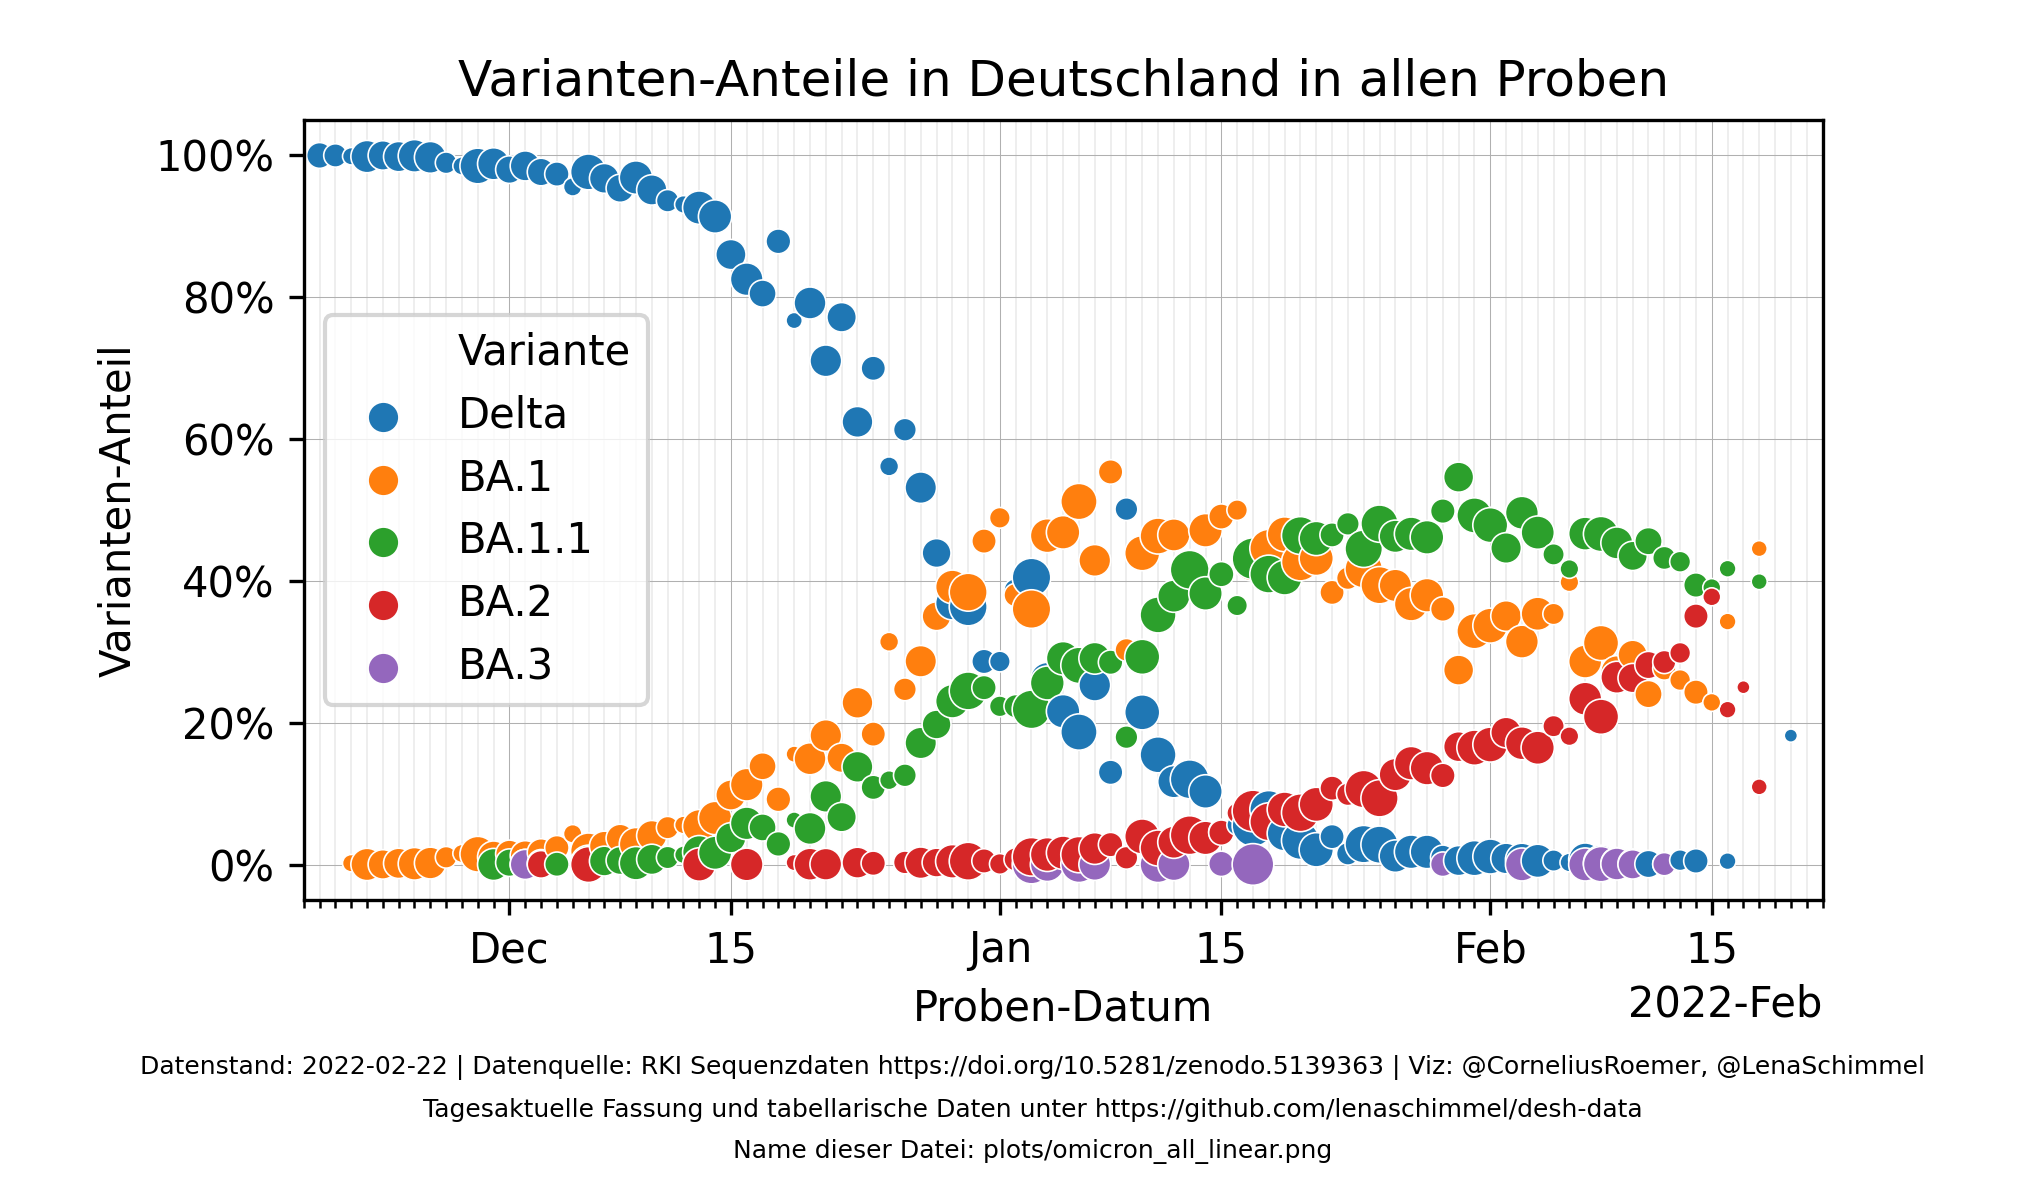 Varianten-Anteile in Deutschland in allen Proben
100%
80%
60%
40%
20%
0%
Varianten-Anteil
Variante
Delta
BA.1
BA.1.1
BA.2
BA.3
Dec
15
Jan
15
Feb
15
Proben-Datum
2022-Feb
Datenstand: 2022-02-22 | Datenquelle: RKI Sequenzdaten https://doi.org/10.5281/zenodo.5139363 | Viz: @CorneliusRoemer, @LenaSchimmel
Tagesaktuelle Fassung und tabellarische Daten unter https://github.com/lenaschimmel/desh-data
Name dieser Datei: plots/omicron_all_linear.png